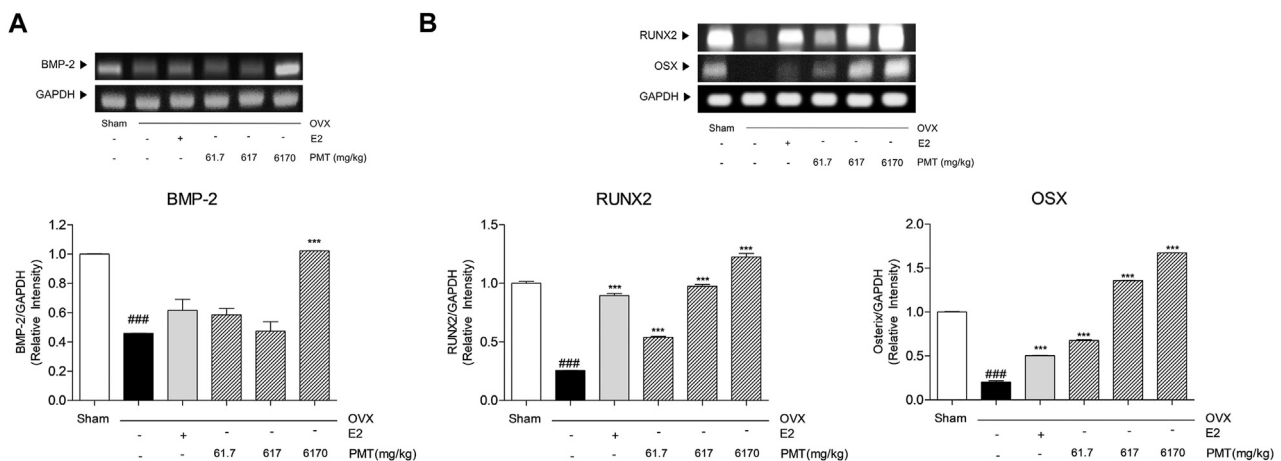 A
BMP-2
GAPDH
Sham OVX
- - + - - - E2
- - - 61.7 617 6170 PMT (mg/kg)
B
RUNX2
OSX
GAPDH
Sham OVX
- - + - - - E2
- - - 61.7 617 6170 PMT (mg/kg)
BMP-2
BMP-2/GAPDH
(Relative Intensity)
1.2
1.0
0.8
0.6
0.4
0.2
0.0
###
***
Sham OVX
- + - - - E2
- - 61.7 617 6170 PMT(mg/kg)
RUNX2
RUNX2/GAPDH
(Relative Intensity)
1.5
1.0
0.5
0.0
###
***
***
***
***
Sham OVX
- + - - - E2
- - 61.7 617 6170 PMT(mg/kg)
OSX
Osterix/GAPDH
(Relative Intensity)
2.0
1.5
1.0
0.5
0.0
###
***
***
***
***
Sham OVX
- + - - - E2
- - 61.7 617 6170 PMT(mg/kg)